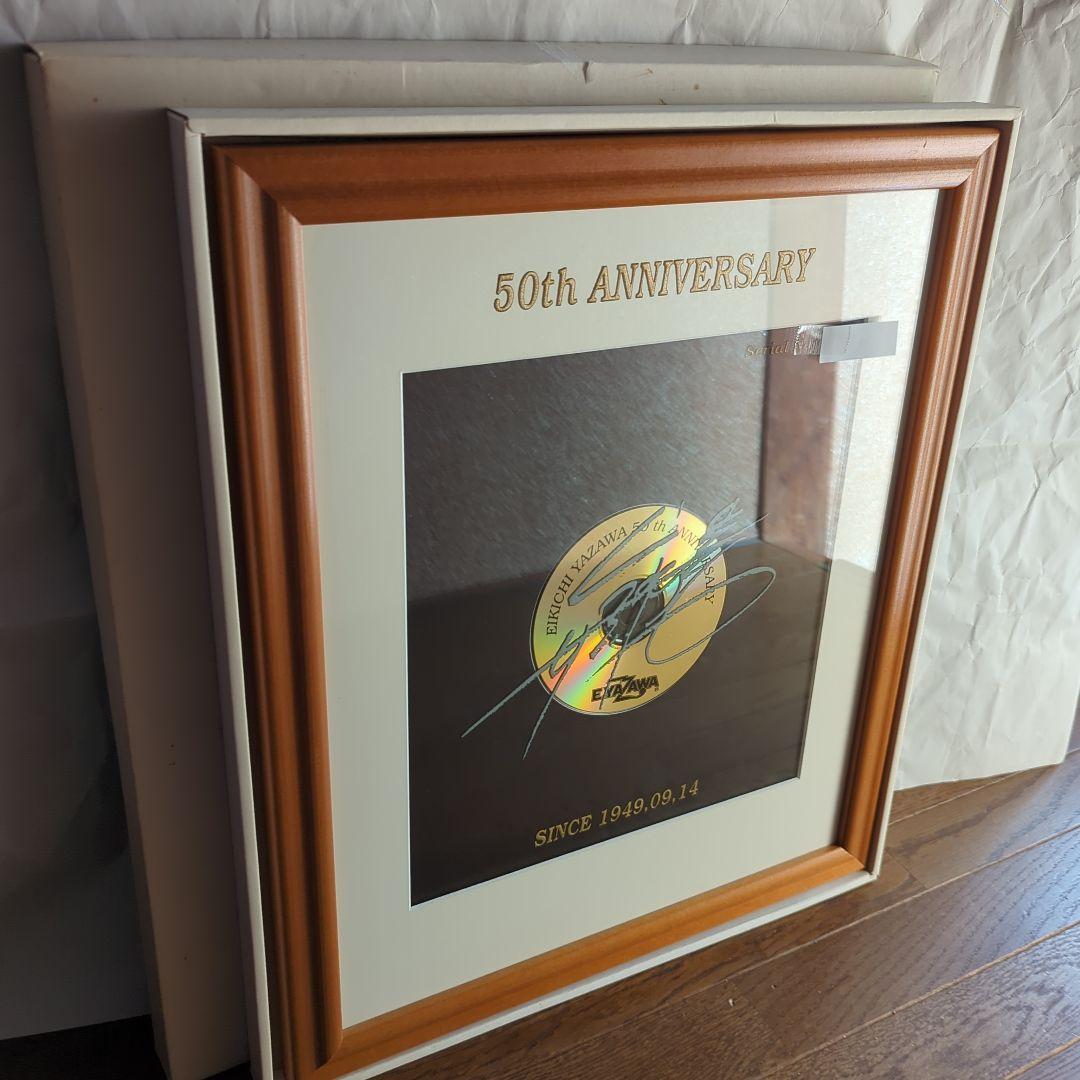 50th ANNIVERSARY
Serial
EIKICHI YAZAWA 50th ANNIVERSARY
E.YAZAWA
SINCE 1949,09,14